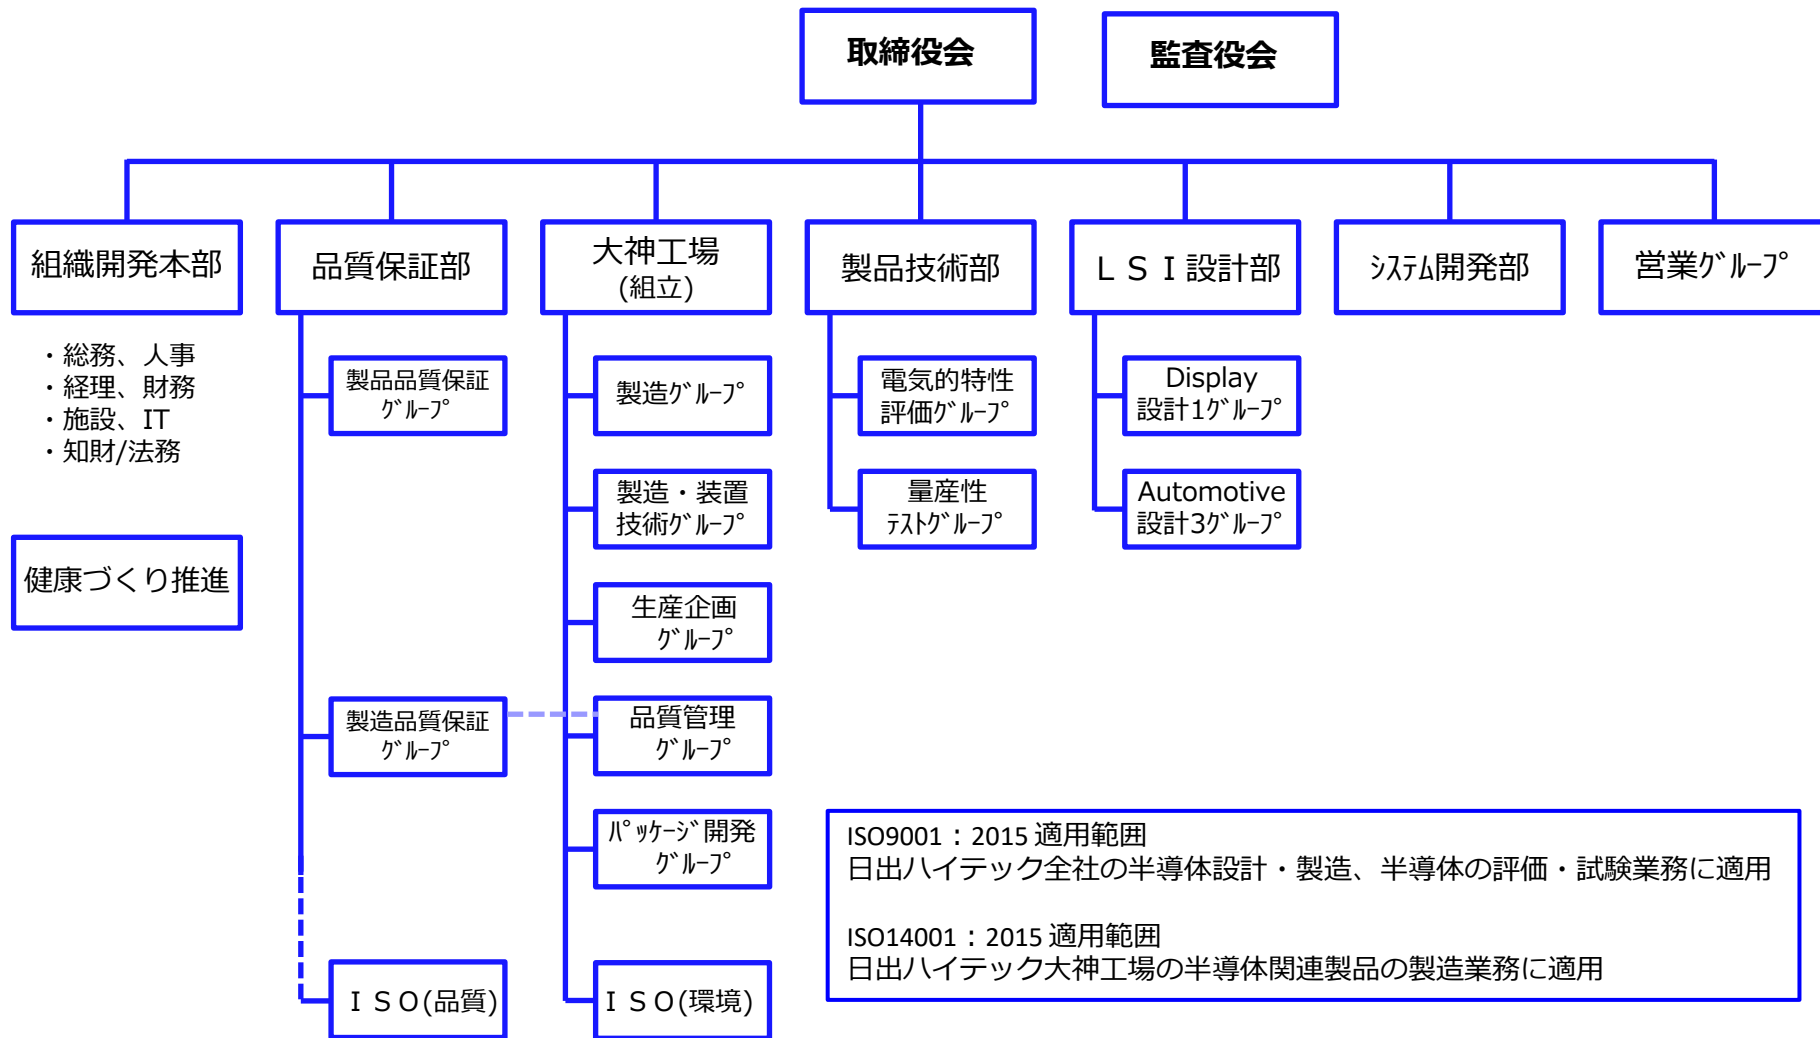 取締役会
監査役会
組織開発本部
品質保証部
大神工場
(組立)
製品技術部
ＬＳＩ設計部
ｼｽﾃﾑ開発部
営業ｸﾞﾙｰﾌﾟ
・総務、人事
・経理、財務
・施設、IT
・知財/法務
健康づくり推進
製品品質保証
ｸﾞﾙｰﾌﾟ
製造品質保証
ｸﾞﾙｰﾌﾟ
ＩＳＯ(品質)
製造ｸﾞﾙｰﾌﾟ
製造・装置
技術ｸﾞﾙｰﾌﾟ
生産企画
ｸﾞﾙｰﾌﾟ
品質管理
ｸﾞﾙｰﾌﾟ
ﾊﾟｯｹｰｼﾞ開発
ｸﾞﾙｰﾌﾟ
ＩＳＯ(環境)
電気的特性
評価ｸﾞﾙｰﾌﾟ
量産性
ﾃｽﾄｸﾞﾙｰﾌﾟ
Display
設計1ｸﾞﾙｰﾌﾟ
Automotive
設計3ｸﾞﾙｰﾌﾟ
ISO9001：2015 適用範囲
日出ハイテック全社の半導体設計・製造、半導体の評価・試験業務に適用
ISO14001：2015 適用範囲
日出ハイテック大神工場の半導体関連製品の製造業務に適用